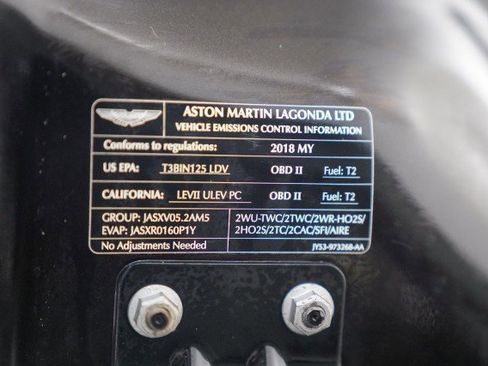 ASTON MARTIN LAGONDA LTD
VEHICLE EMISSIONS CONTROL INFORMATION
Conforms to regulations: 2018 MY
US EPA: T3BIN125 LDV OBD II Fuel: T2
CALIFORNIA: LEVII ULEV PC OBD II Fuel: T2
GROUP: JASXV05.2AM5 2WU-TWC/2TWC/2WR-HO2S/
EVAP: JASXR0160P1Y 2HO2S/2TC/2CAC/SFI/AIRE
No Adjustments Needed JY53-973268-AA